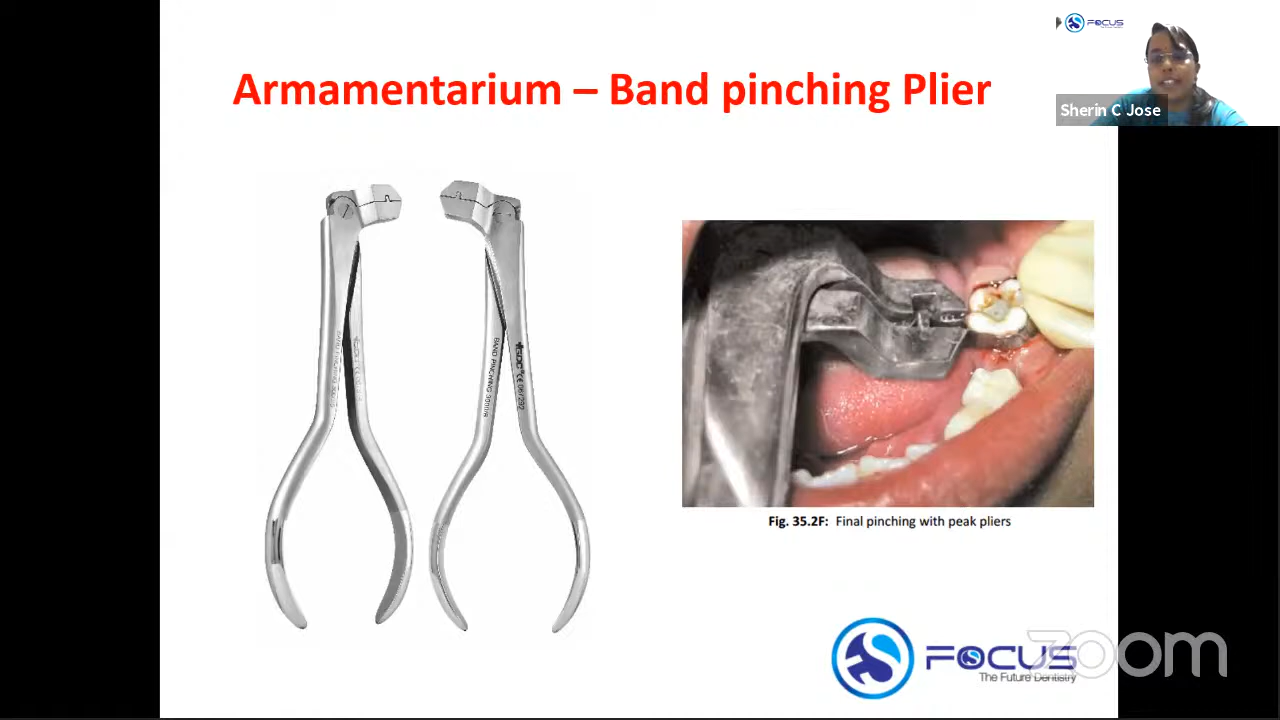 FOCUS
Sherin C Jose
Armamentarium – Band pinching Plier
BAND PINCHING
Fig. 35.2F: Final pinching with peak pliers
FOCUS
The Future Dentistry
zoom